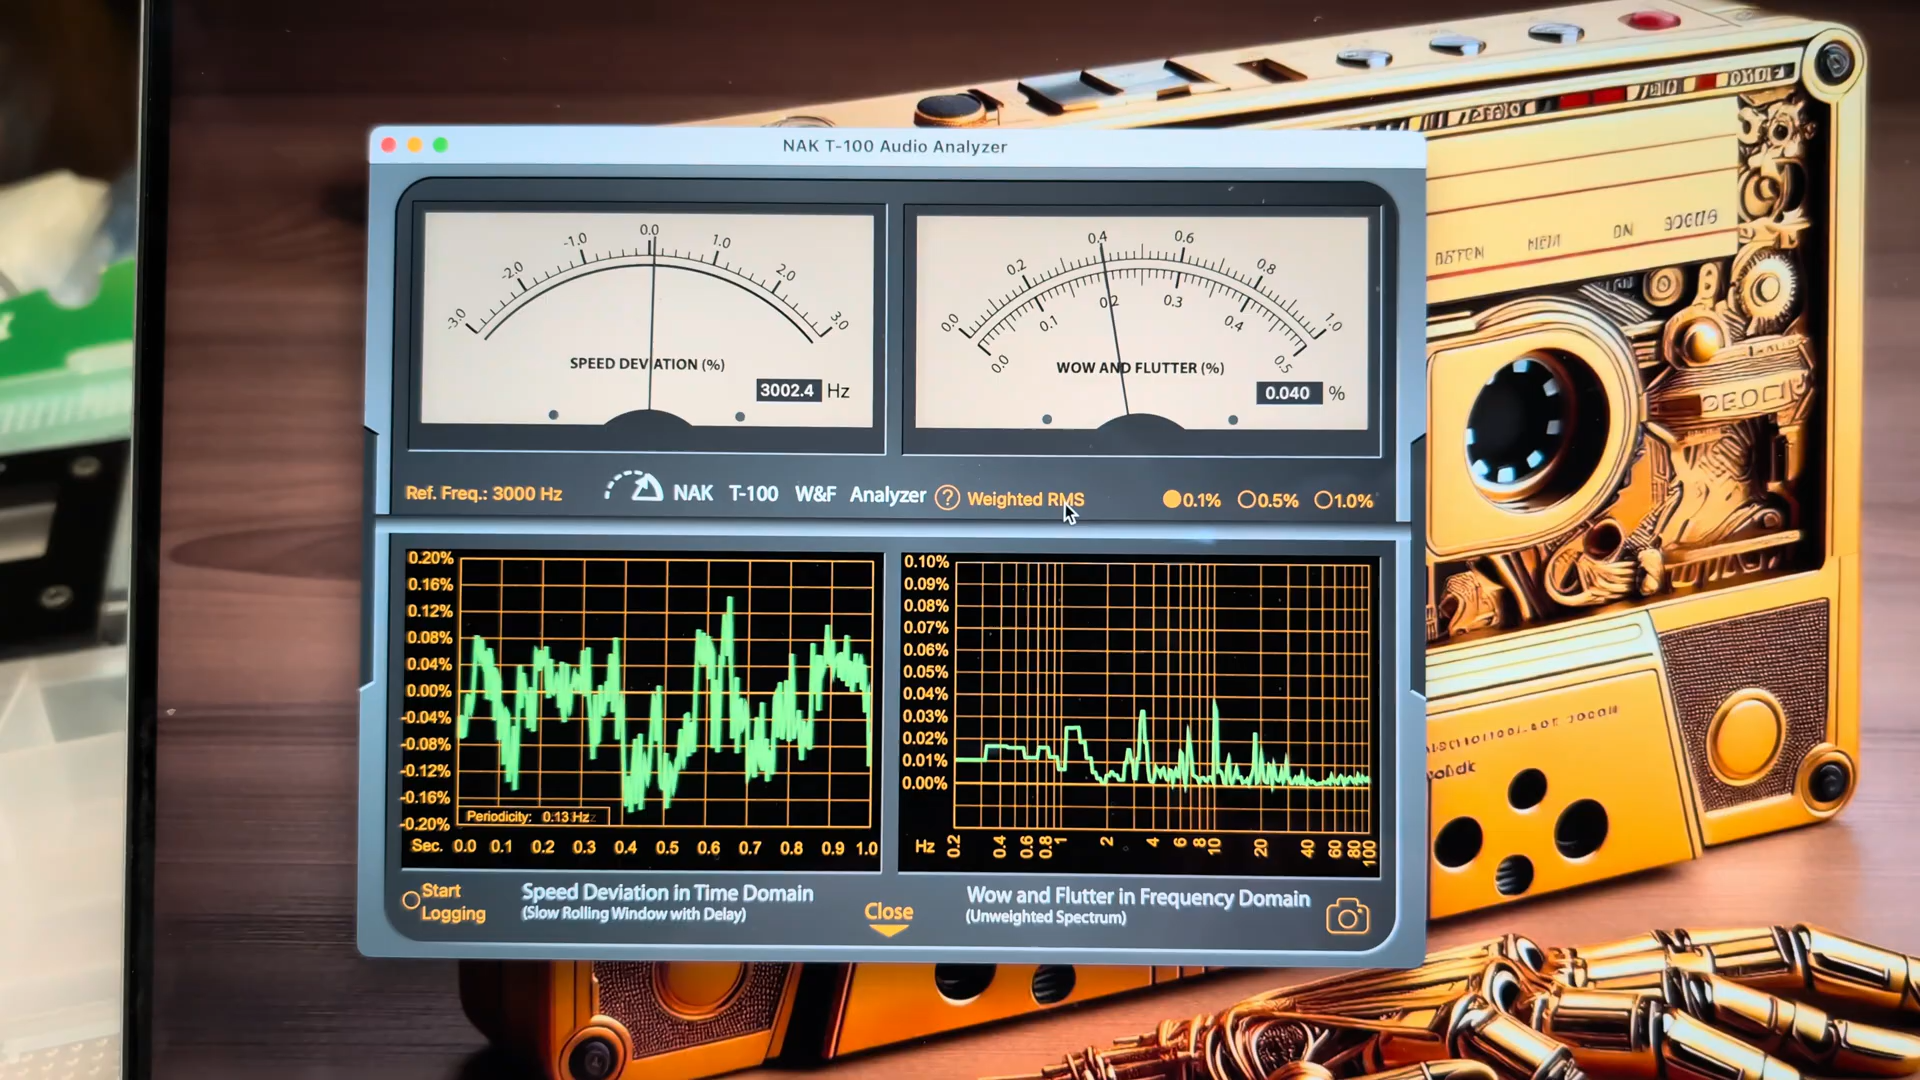 NAK T-100 Audio Analyzer
-3.0 -2.0 -1.0 0.0 1.0 2.0 3.0
SPEED DEVIATION (%)
3002.4 Hz
0.0 0.2 0.4 0.6 0.8 1.0
0.0 0.1 0.2 0.3 0.4 0.5
WOW AND FLUTTER (%)
0.040 %
Ref. Freq.: 3000 Hz
NAK T-100 W&F Analyzer
? Weighted RMS
0.1% 0.5% 1.0%
0.20%
0.16%
0.12%
0.08%
0.04%
0.00%
-0.04%
-0.08%
-0.12%
-0.16%
-0.20%
Periodicity: 0.13 Hz
Sec. 0.0 0.1 0.2 0.3 0.4 0.5 0.6 0.7 0.8 0.9 1.0
0.10%
0.09%
0.08%
0.07%
0.06%
0.05%
0.04%
0.03%
0.02%
0.01%
0.00%
Hz 0.2 0.4 0.6 0.8 1 2 4 6 8 10 20 40 60 80 100
Start
Logging
Speed Deviation in Time Domain
(Slow Rolling Window with Delay)
Close
Wow and Flutter in Frequency Domain
(Unweighted Spectrum)